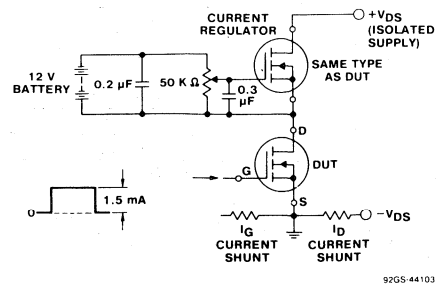 CURRENT
REGULATOR
+VDS
(ISOLATED
SUPPLY)
SAME TYPE
AS DUT
12 V
BATTERY
0.2 µF
50 K Ω
0.3
µF
D
DUT
G
S
0
1.5 mA
IG
CURRENT
SHUNT
ID
CURRENT
SHUNT
−VDS
92GS-44103